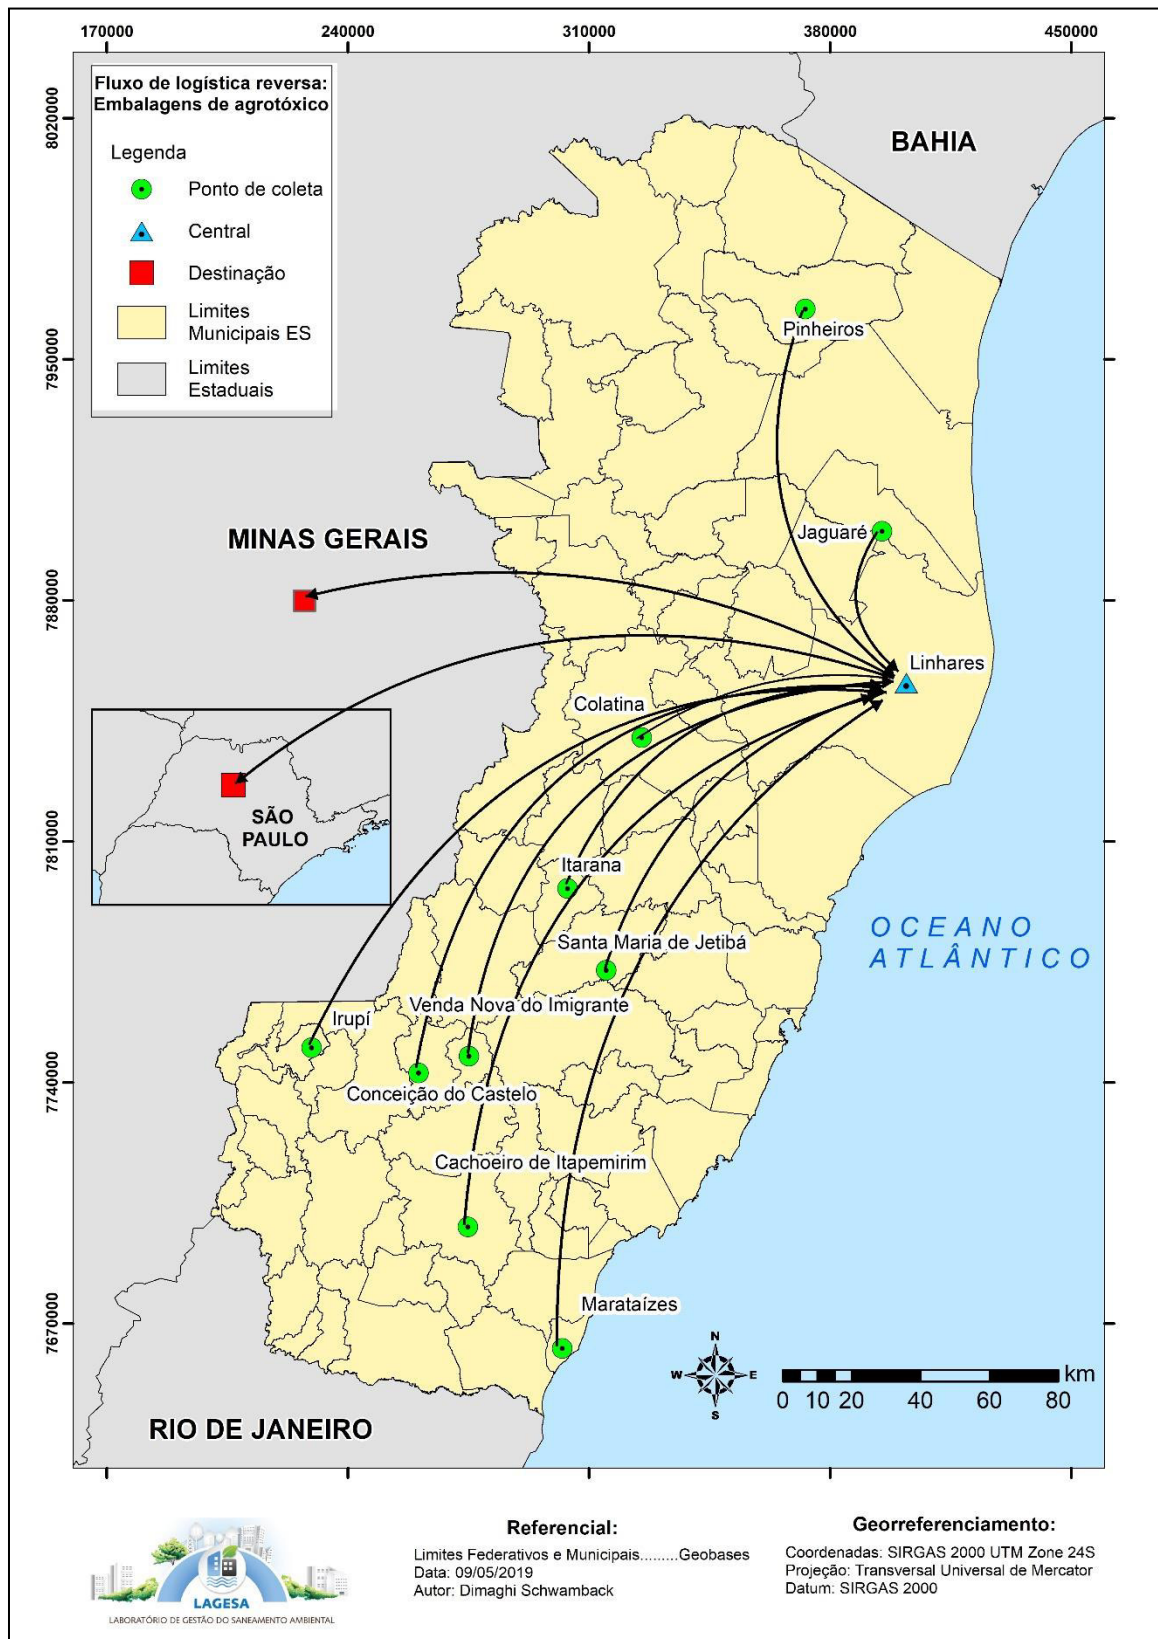 170000 240000 310000 380000 450000
Fluxo de logística reversa:
Embalagens de agrotóxico
Legenda
Ponto de coleta
Central
Destinação
Limites
Municipais ES
Limites
Estaduais
8020000
7950000
7880000
7810000
7740000
7670000
BAHIA
Pinheiros
MINAS GERAIS
Jaguaré
Linhares
Colatina
SÃO
PAULO
Itarana
OCEANO
ATLÂNTICO
Santa Maria de Jetibá
Venda Nova do Imigrante
Irupí
Conceição do Castelo
Cachoeiro de Itapemirim
Marataízes
N
W E
S
km
0 10 20 40 60 80
RIO DE JANEIRO
LAGESA
LABORATÓRIO DE GESTÃO DO SANEAMENTO AMBIENTAL
Referencial:
Limites Federativos e Municipais.........Geobases
Data: 09/05/2019
Autor: Dimaghi Schwamback
Georreferenciamento:
Coordenadas: SIRGAS 2000 UTM Zone 24S
Projeção: Transversal Universal de Mercator
Datum: SIRGAS 2000